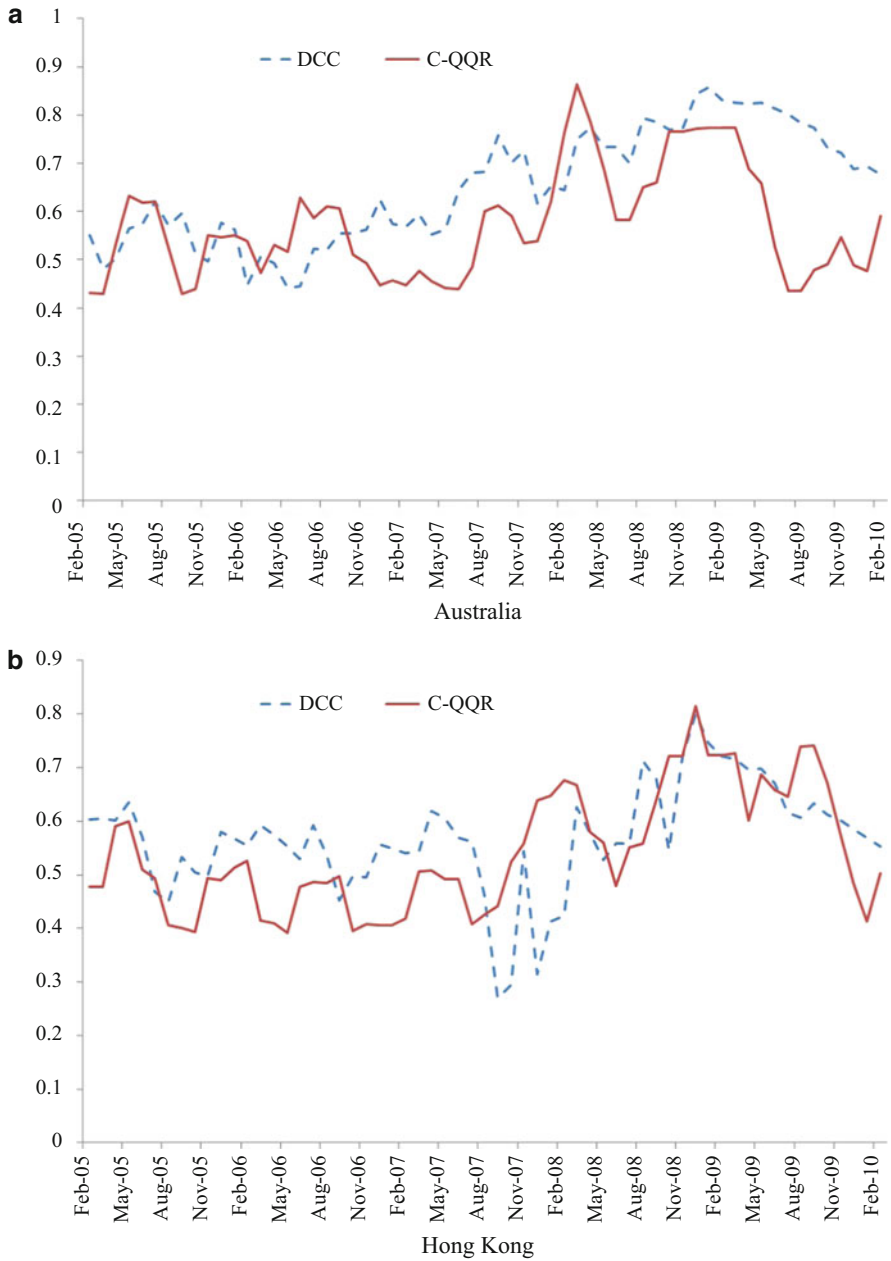 a
1
0.9
0.8
0.7
0.6
0.5
0.4
0.3
0.2
0.1
0
DCC
C-QQR
Feb-05
May-05
Aug-05
Nov-05
Feb-06
May-06
Aug-06
Nov-06
Feb-07
May-07
Aug-07
Nov-07
Feb-08
May-08
Aug-08
Nov-08
Feb-09
May-09
Aug-09
Nov-09
Feb-10
Australia
b
0.9
0.8
0.7
0.6
0.5
0.4
0.3
0.2
0.1
0
DCC
C-QQR
Feb-05
May-05
Aug-05
Nov-05
Feb-06
May-06
Aug-06
Nov-06
Feb-07
May-07
Aug-07
Nov-07
Feb-08
May-08
Aug-08
Nov-08
Feb-09
May-09
Aug-09
Nov-09
Feb-10
Hong Kong